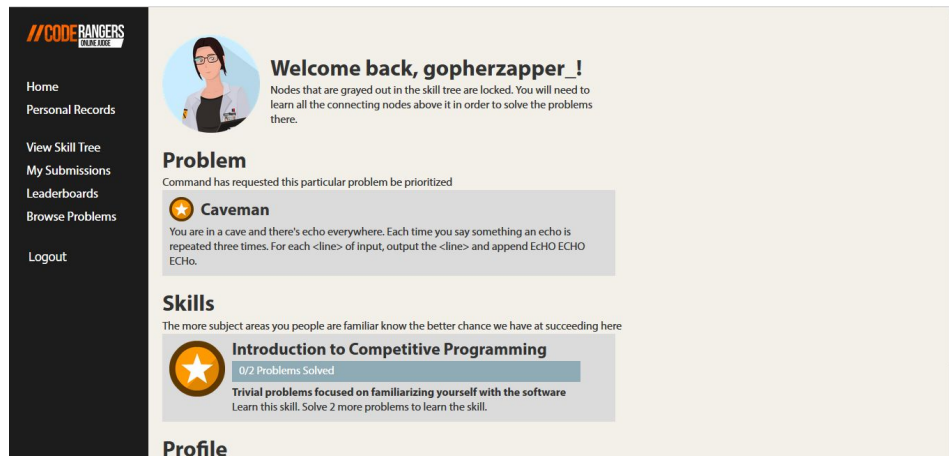 //CODE RANGERS
ONLINE JUDGE
Home
Personal Records
View Skill Tree
My Submissions
Leaderboards
Browse Problems
Logout
Welcome back, gopherzapper_!
Nodes that are grayed out in the skill tree are locked. You will need to
learn all the connecting nodes above it in order to solve the problems
there.
Problem
Command has requested this particular problem be prioritized
Caveman
You are in a cave and there's echo everywhere. Each time you say something an echo is
repeated three times. For each <line> of input, output the <line> and append EcHO ECHO
ECHo.
Skills
The more subject areas you people are familiar know the better chance we have at succeeding here
Introduction to Competitive Programming
0/2 Problems Solved
Trivial problems focused on familiarizing yourself with the software
Learn this skill. Solve 2 more problems to learn the skill.
Profile